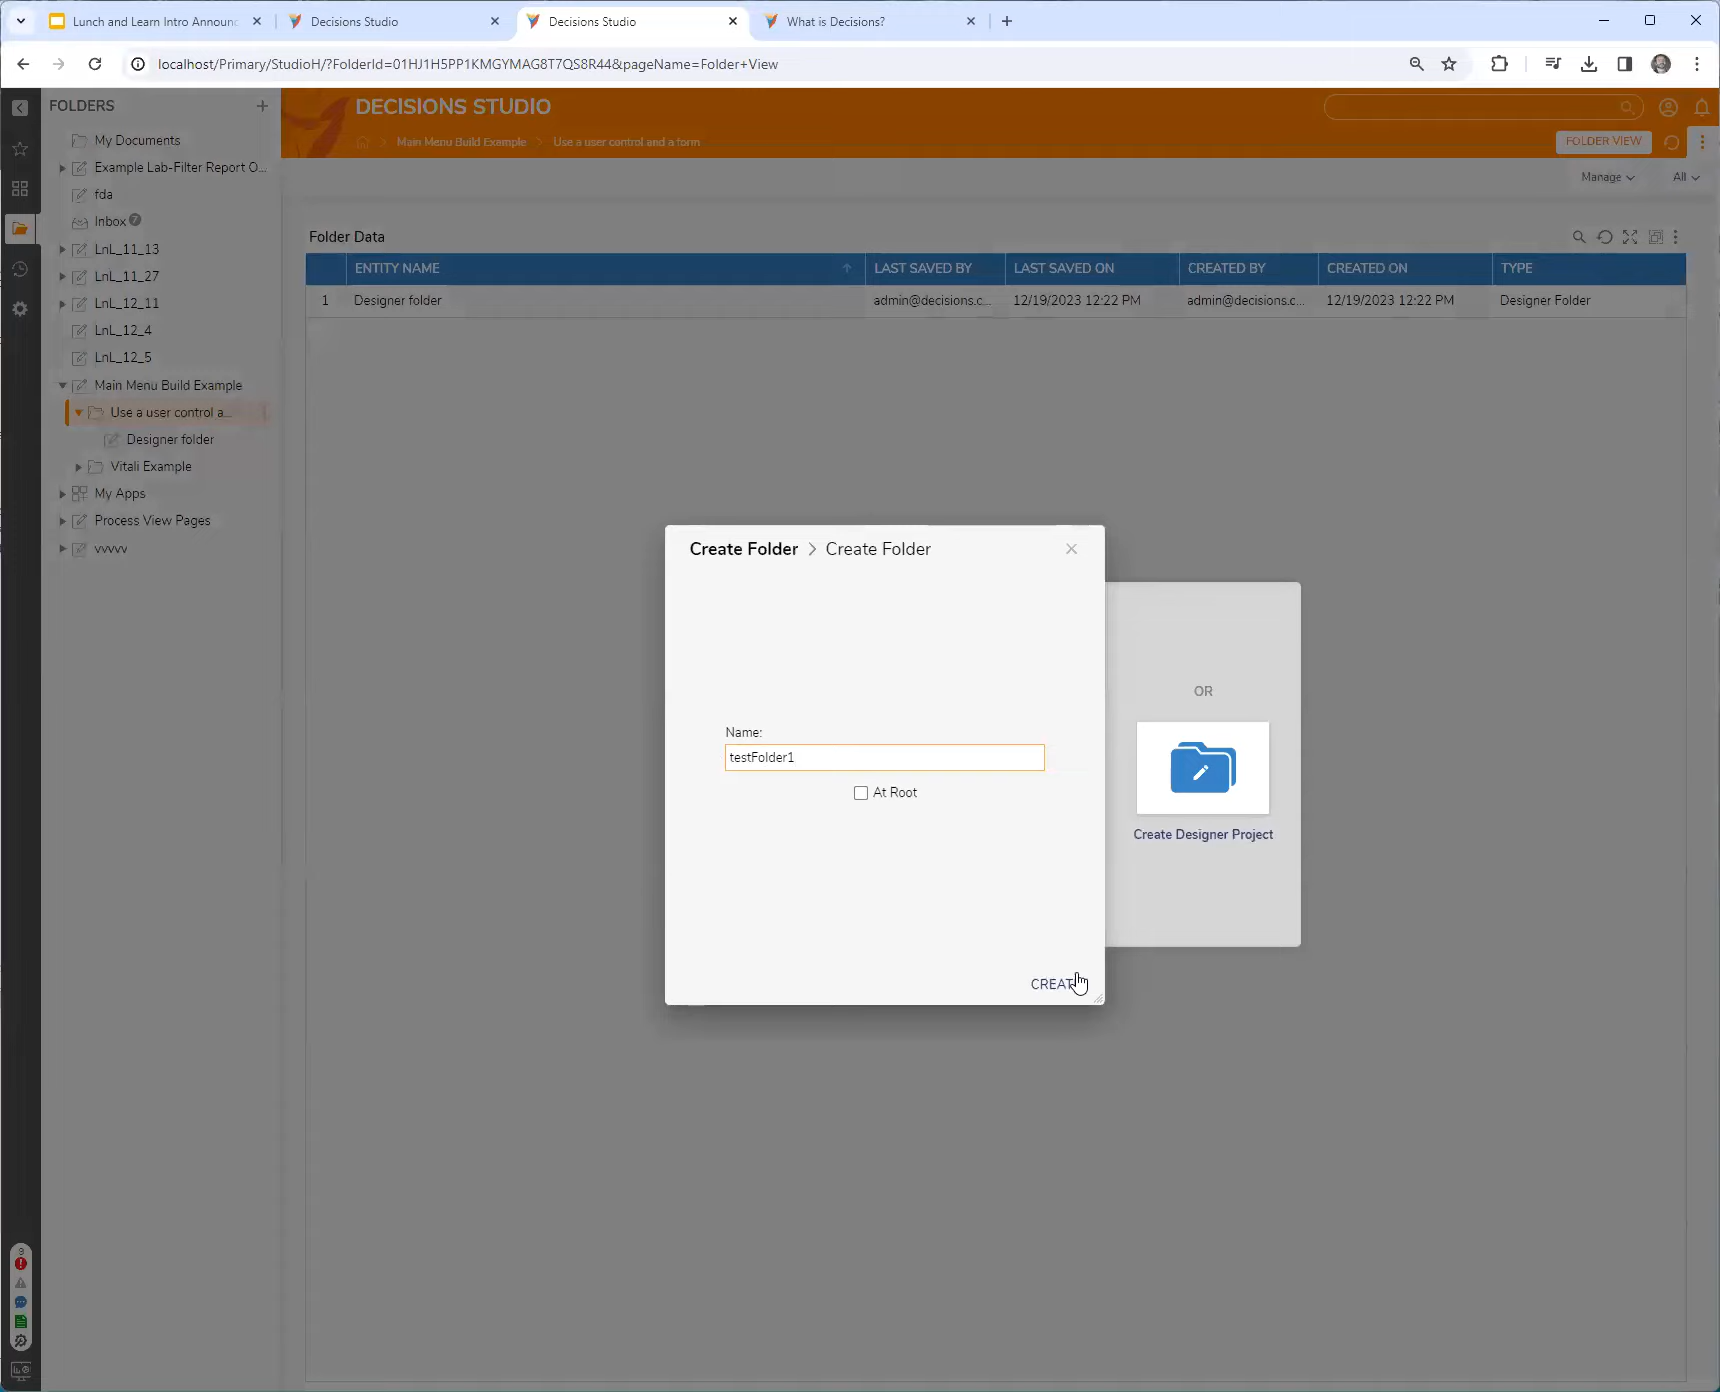 Lunch and Learn Intro Announc
Decisions Studio
Decisions Studio
What is Decisions?
localhost/Primary/StudioH/?FolderId=01HJ1H5PP1KMGYMAG8T7QS8R44&pageName=Folder+View
FOLDERS
DECISIONS STUDIO
Main Menu Build Example
Use a user control and a form
FOLDER VIEW
Manage
All
My Documents
Example Lab-Filter Report O...
fda
Inbox 7
LnL_11_13
LnL_11_27
LnL_12_11
LnL_12_4
LnL_12_5
Main Menu Build Example
Use a user control a...
Designer folder
Vitali Example
My Apps
Process View Pages
vvvvv
Folder Data
ENTITY NAME
LAST SAVED BY
LAST SAVED ON
CREATED BY
CREATED ON
TYPE
1
Designer folder
admin@decisions.c...
12/19/2023 12:22 PM
admin@decisions.c...
12/19/2023 12:22 PM
Designer Folder
Create Folder > Create Folder
Name:
testFolder1
At Root
CREAT
OR
Create Designer Project